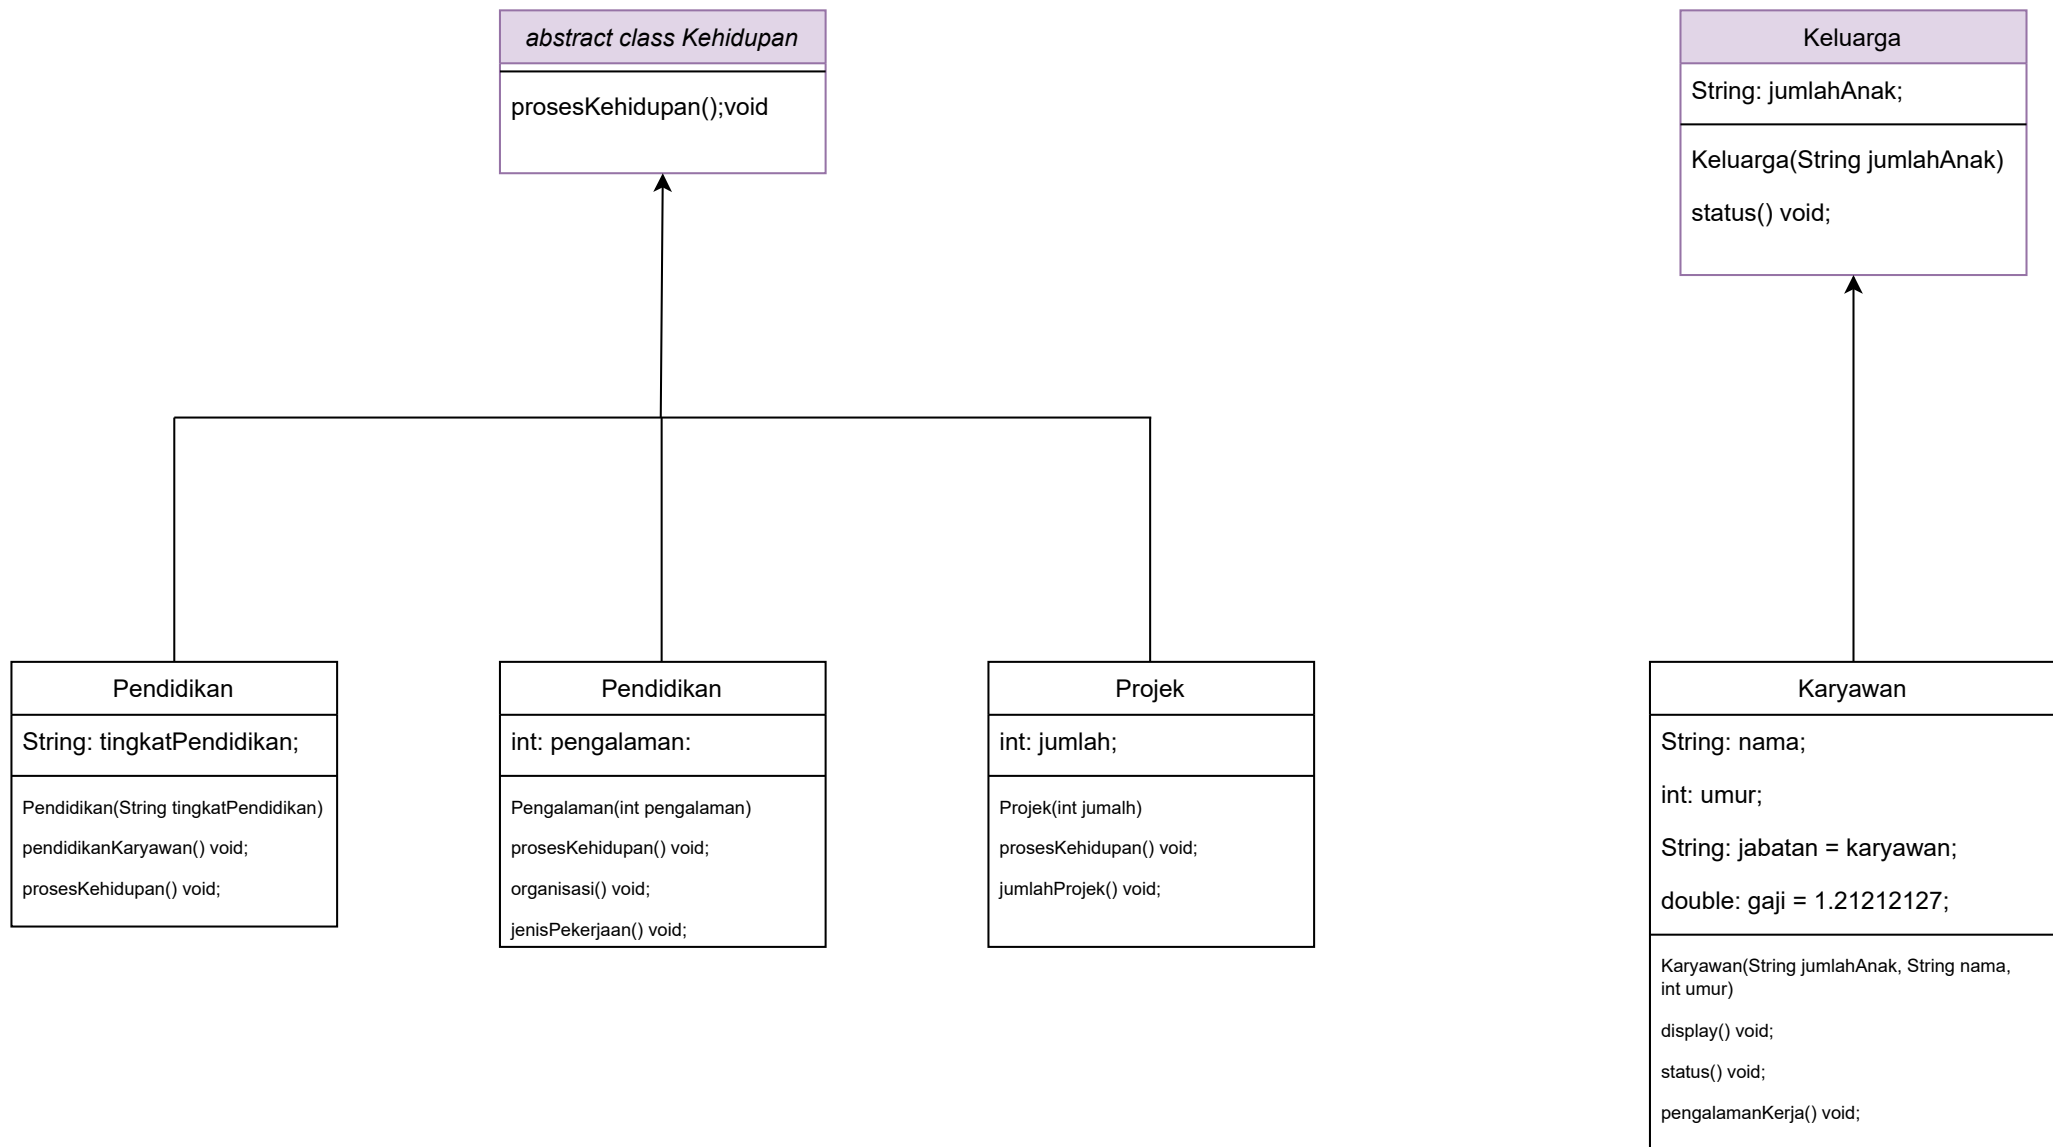 abstract class Kehidupan
prosesKehidupan();void
Keluarga
String: jumlahAnak;
Keluarga(String jumlahAnak)
status() void;
Pendidikan
String: tingkatPendidikan;
Pendidikan(String tingkatPendidikan)
pendidikanKaryawan() void;
prosesKehidupan() void;
Pendidikan
int: pengalaman:
Pengalaman(int pengalaman)
prosesKehidupan() void;
organisasi() void;
jenisPekerjaan() void;
Projek
int: jumlah;
Projek(int jumalh)
prosesKehidupan() void;
jumlahProjek() void;
Karyawan
String: nama;
int: umur;
String: jabatan = karyawan;
double: gaji = 1.21212127;
Karyawan(String jumlahAnak, String nama,
int umur)
display() void;
status() void;
pengalamanKerja() void;